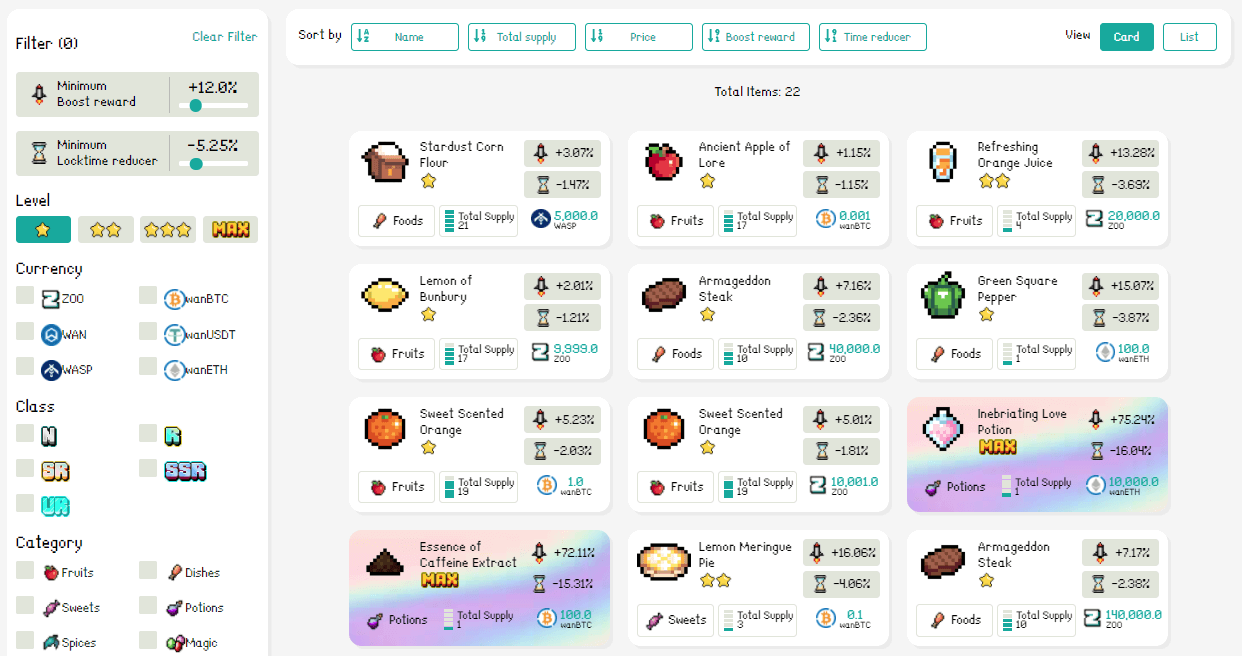 Filter (0)
Clear Filter
Minimum
Boost reward
+12.0%
Minimum
Locktime reducer
-5.25%
Level
MAX
Currency
ZOO
wanBTC
WAN
wanUSDT
WASP
wanETH
Class
N
R
SR
SSR
UR
Category
Fruits
Dishes
Sweets
Potions
Spices
Magic
Sort by
Name
Total supply
Price
Boost reward
Time reducer
View
Card
List
Total Items: 22
Stardust Corn
Flour
+3.07%
-1.47%
Foods
Total Supply
21
5,000.0
WASP
Ancient Apple of
Lore
+1.15%
-1.15%
Fruits
Total Supply
17
0.001
wanBTC
Refreshing
Orange Juice
+13.28%
-3.69%
Fruits
Total Supply
4
20,000.0
ZOO
Lemon of
Bunbury
+2.01%
-1.21%
Fruits
Total Supply
17
9,999.0
ZOO
Armageddon
Steak
+7.16%
-2.36%
Foods
Total Supply
10
40,000.0
ZOO
Green Square
Pepper
+15.07%
-3.87%
Foods
Total Supply
1
100.0
wanETH
Sweet Scented
Orange
+5.23%
-2.03%
Fruits
Total Supply
19
1.0
wanBTC
Sweet Scented
Orange
+5.01%
-1.81%
Fruits
Total Supply
19
10,001.0
ZOO
Inebriating Love
Potion
MAX
+75.24%
-16.04%
Potions
Total Supply
1
10,000.0
wanETH
Essence of
Caffeine Extract
MAX
+72.11%
-15.31%
Potions
Total Supply
1
100.0
wanBTC
Lemon Meringue
Pie
+16.06%
-4.06%
Sweets
Total Supply
3
0.1
wanBTC
Armageddon
Steak
+7.17%
-2.38%
Foods
Total Supply
10
140,000.0
ZOO